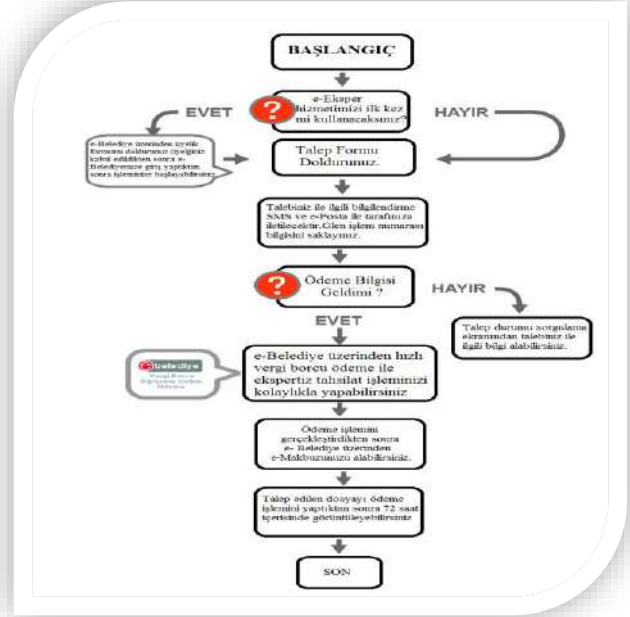 BAŞLANGIÇ
e-Eksper
hizmetimizi ilk kez
mi kullanacaksınız?
EVET
HAYIR
e-Belediye üzerinden üyelik
formunu doldurunuz (üyeliğiniz
kabul edildikten sonra e-
Belediyemize giriş yaptıktan
sonra işleminize başlayabilirsiniz
Talep Formu
Doldurunuz.
Talebiniz ile ilgili bilgilendirme
SMS ve e-Posta ile tarafınıza
iletilecektir.Glen işlem numarası
bilgisini saklayınız.
Ödeme Bilgisi
Geldimi ?
HAYIR
EVET
Talep durumu sorgulama
ekranından talebiniz ile
ilgili bilgi alabilirsiniz.
e-Belediye üzerinden hızlı
vergi borcu ödeme ile
ekspertiz tahsilat işleminizi
kolaylıkla yapabilirsiniz
e belediye
Ödeme işlemini
gerçekleştirdikten sonra
e- Belediye üzerinden
e-Makbuzunuzu alabilirsiniz.
Talep edilen dosyayı ödeme
işlemini yaptıktan sonra 72 saat
içerisinde görüntüleyebilirsiniz
SON